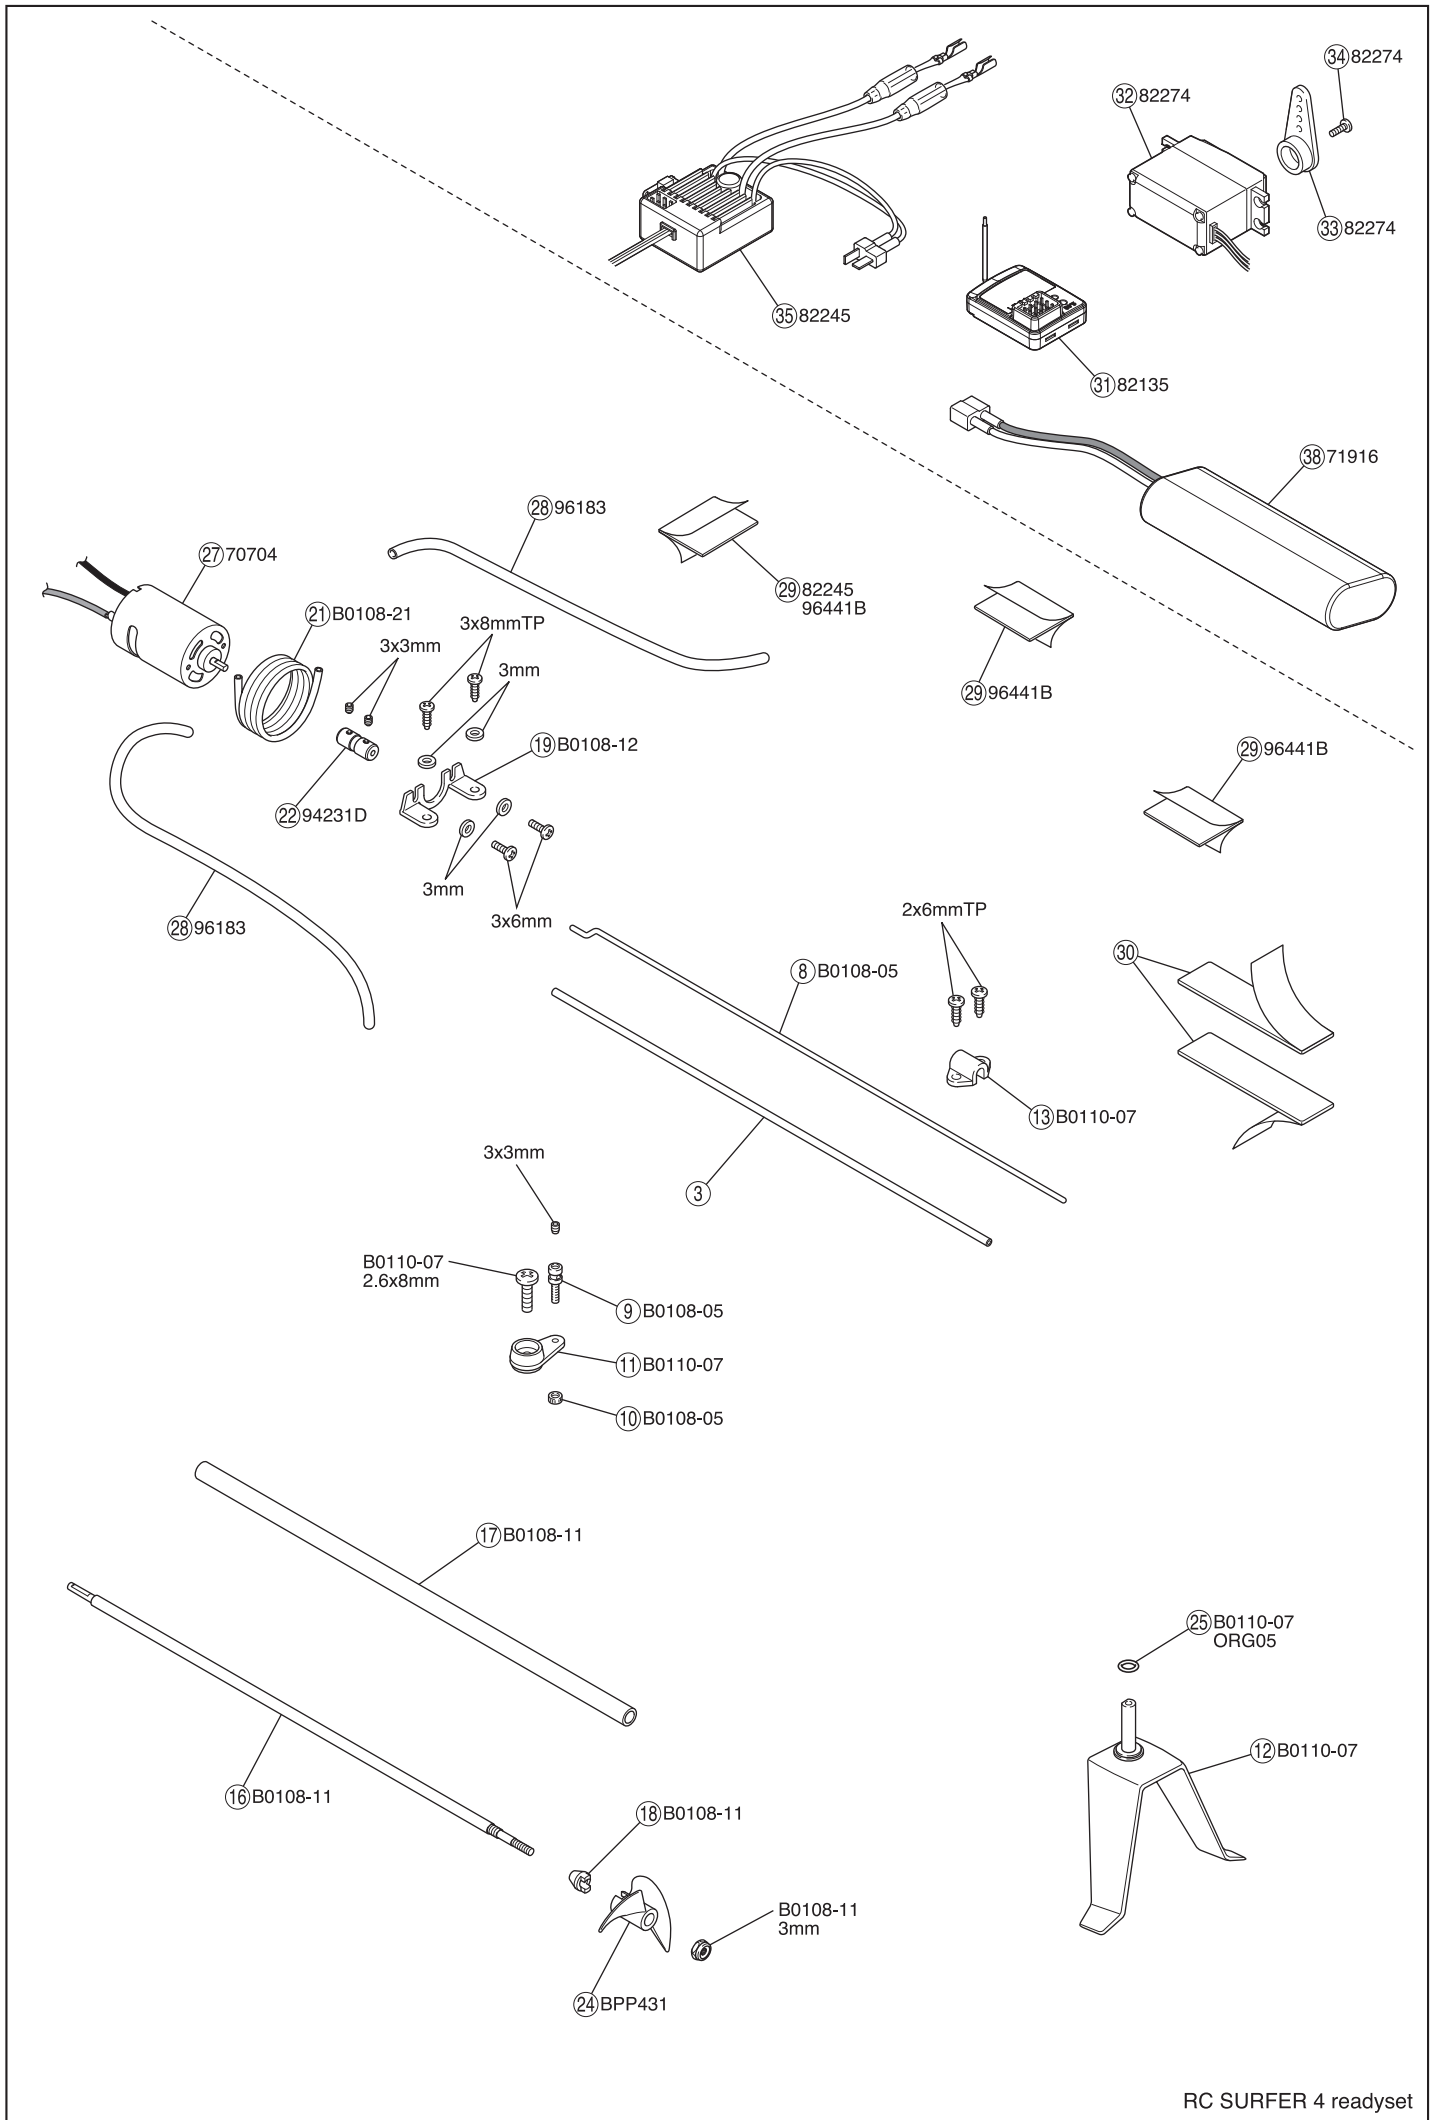 34 82274
32 82274
33 82274
35 82245
31 82135
38 71916
28 96183
27 70704
29 82245
96441B
21 B0108-21
3x8mmTP
3x3mm
3mm
29 96441B
19 B0108-12
29 96441B
22 94231D
3mm
3x6mm
28 96183
2x6mmTP
30
8 B0108-05
13 B0110-07
3x3mm
3
B0110-07
2.6x8mm
9 B0108-05
11 B0110-07
10 B0108-05
17 B0108-11
25 B0110-07
ORG05
12 B0110-07
16 B0108-11
18 B0108-11
B0108-11
3mm
24 BPP431
RC SURFER 4 readyset